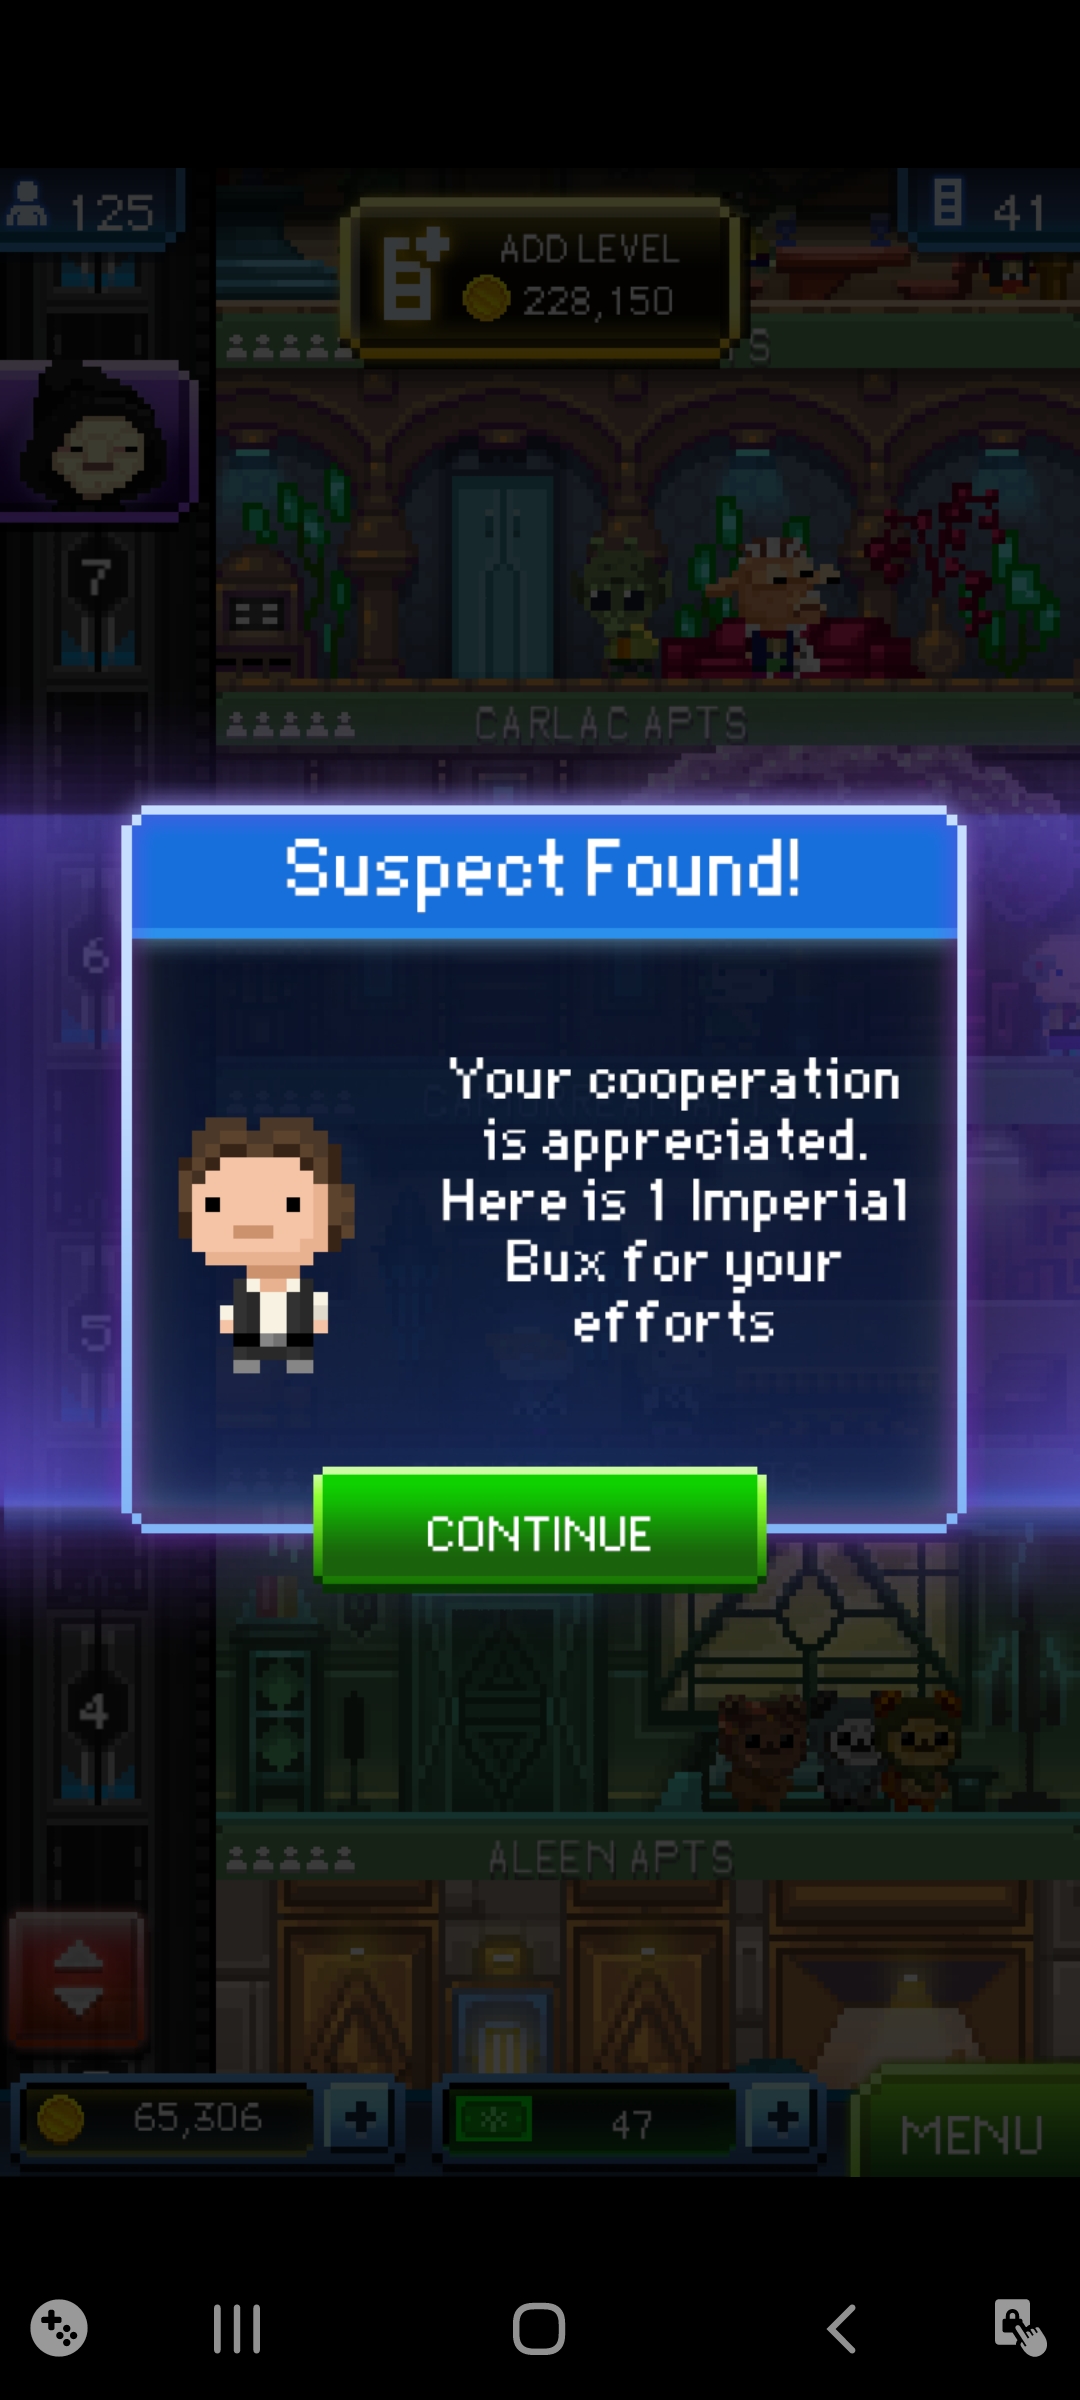 125
41
ADD LEVEL
228,150
S
7
CARLAC APTS
Suspect Found!
6
Your cooperation
is appreciated.
Here is 1 Imperial
Bux for your
efforts
5
CONTINUE
4
ALEEN APTS
65,306
47
MENU